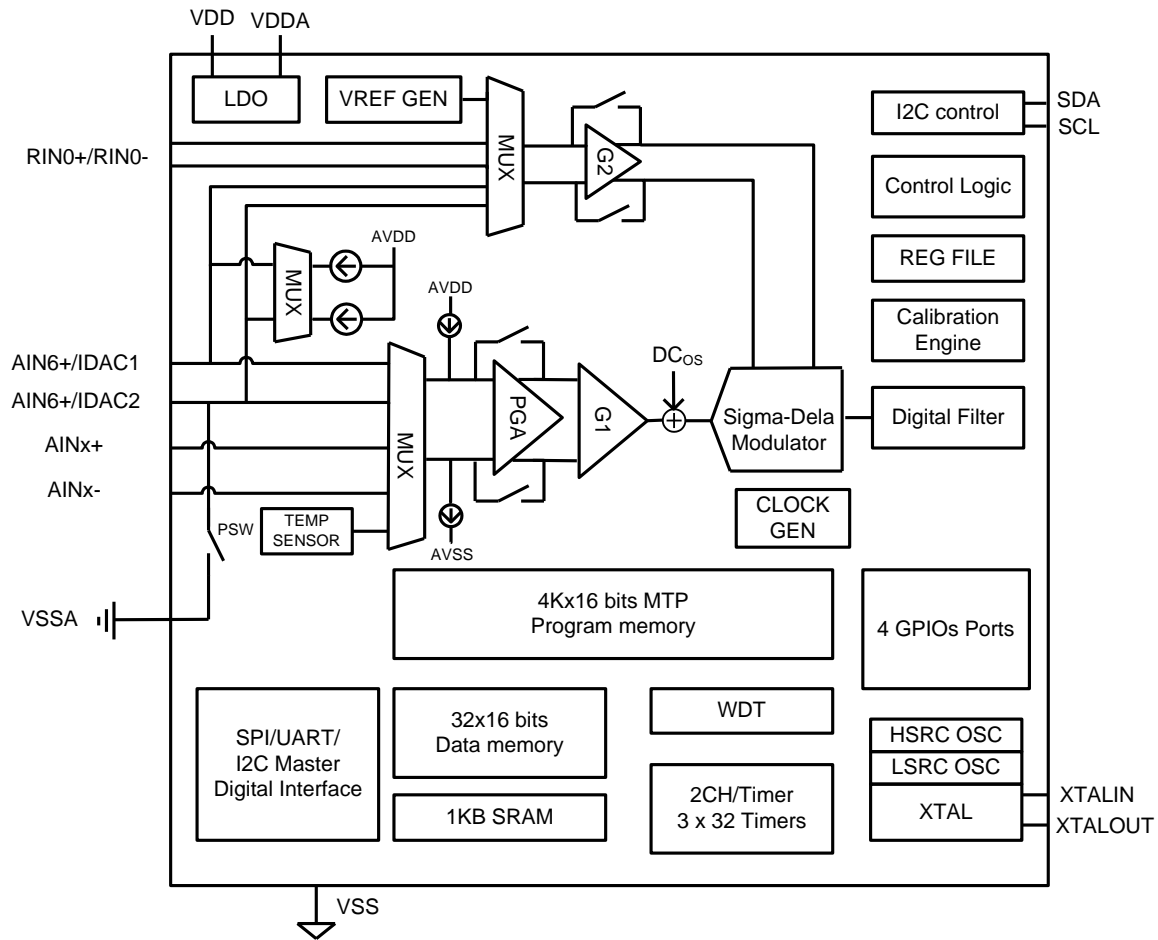 VDD
VDDA
LDO
VREF GEN
MUX
G2
I2C control
SDA
SCL
RIN0+/RIN0-
Control Logic
REG FILE
AVDD
MUX
AVDD
Calibration
Engine
AIN6+/IDAC1
AIN6+/IDAC2
AINx+
AINx-
MUX
PGA
G1
DCOS
Sigma-Dela
Modulator
Digital Filter
PSW
TEMP
SENSOR
AVSS
CLOCK
GEN
VSSA
4Kx16 bits MTP
Program memory
4 GPIOs Ports
SPI/UART/
I2C Master
Digital Interface
32x16 bits
Data memory
WDT
HSRC OSC
LSRC OSC
XTAL
XTALIN
XTALOUT
1KB SRAM
2CH/Timer
3 x 32 Timers
VSS